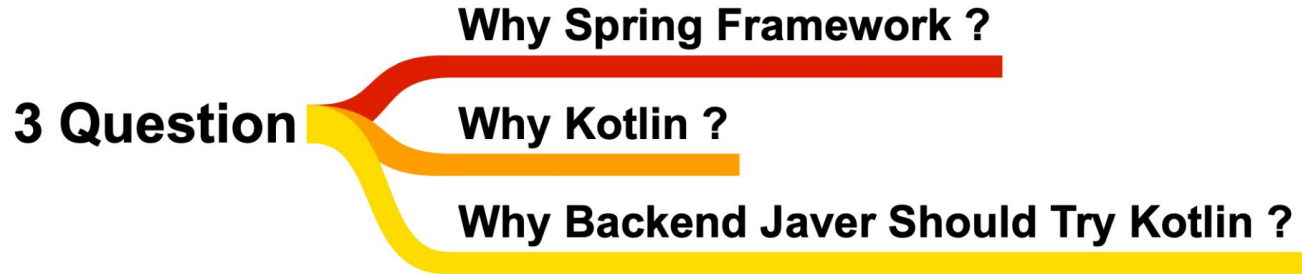 Why Spring Framework ?
3 Question
Why Kotlin ?
Why Backend Javer Should Try Kotlin ?